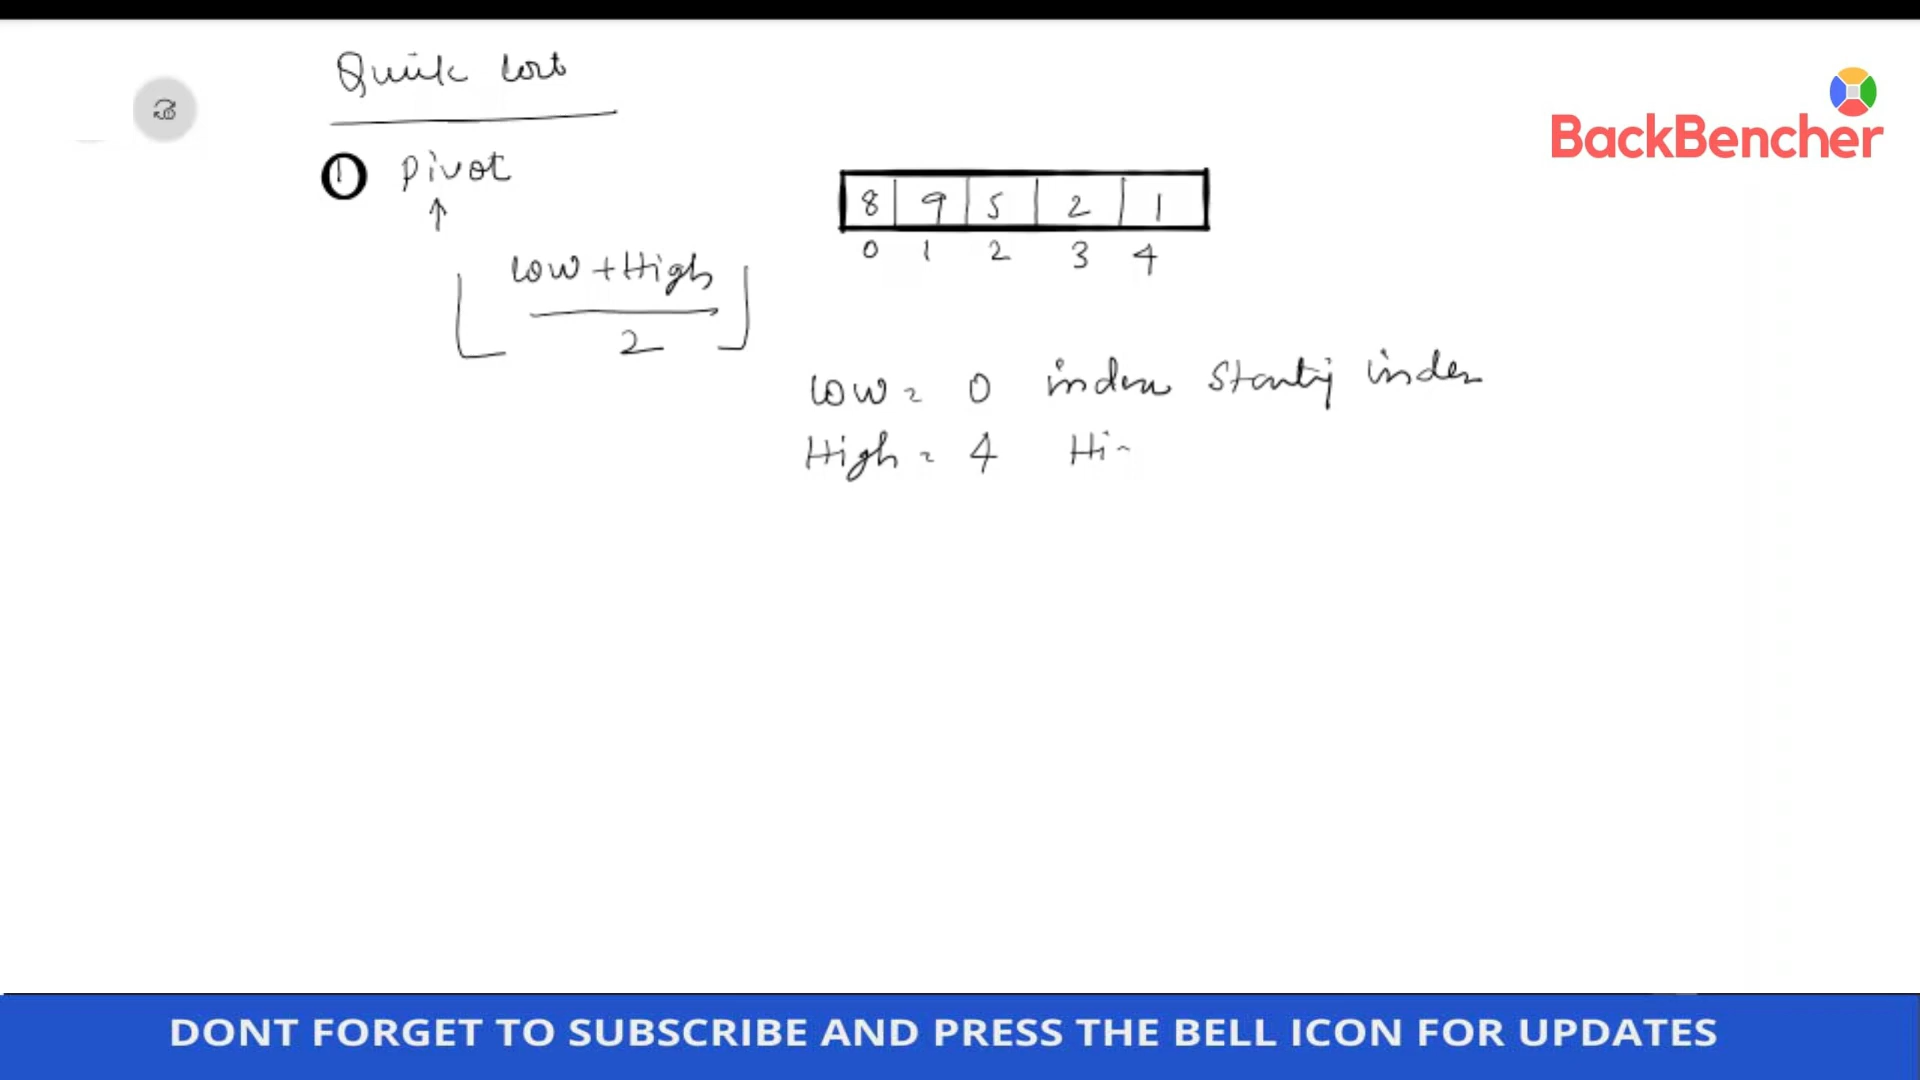 Quick Sort
BackBencher
① Pivot
↑
8 9 5 2 1
0 1 2 3 4
⌊ Low + High
2 ⌋
Low = 0 index Starting index
High = 4 Hi
DONT FORGET TO SUBSCRIBE AND PRESS THE BELL ICON FOR UPDATES